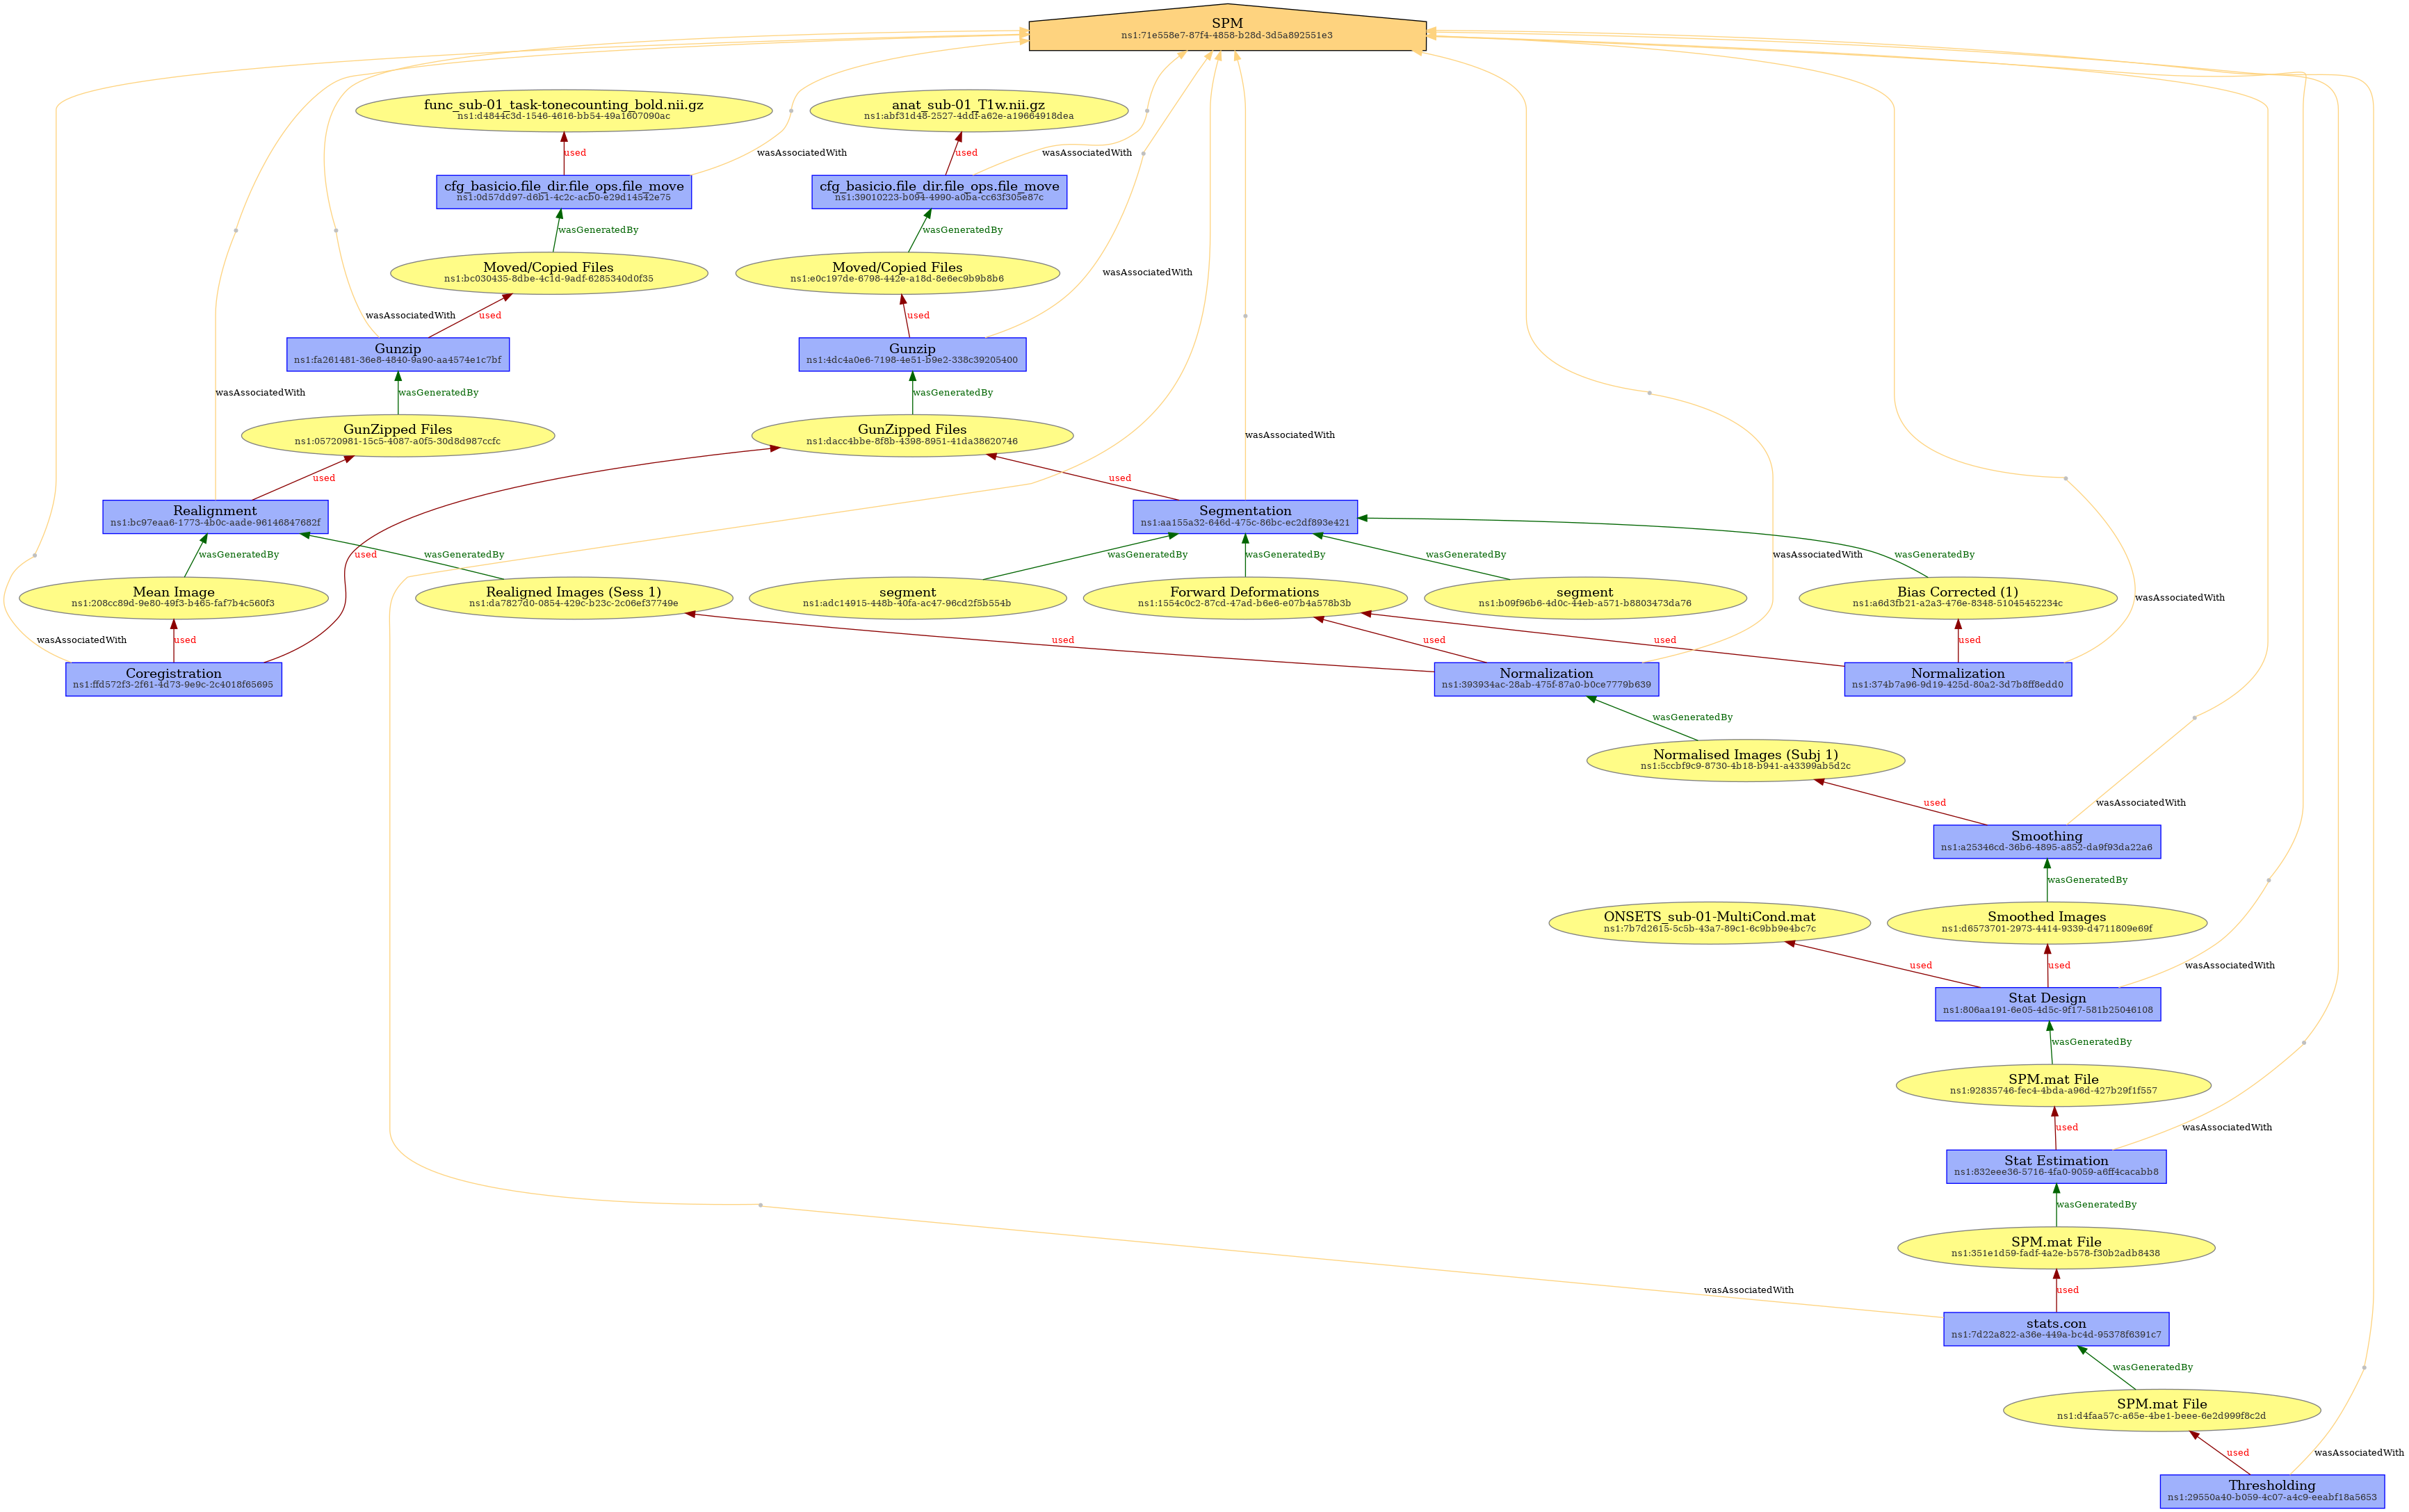 SPM
ns1:71e558e7-87f4-4858-b28d-3d5a892551e3
func_sub-01_task-tonecounting_bold.nii.gz
ns1:d4844c3d-1546-4616-bb54-49a1607090ac
anat_sub-01_T1w.nii.gz
ns1:abf31d48-2527-4ddf-a62e-a19664918dea
used
wasAssociatedWith
used
wasAssociatedWith
cfg_basicio.file_dir.file_ops.file_move
ns1:0d57dd97-d6b1-4c2c-acb0-e29d14542e75
cfg_basicio.file_dir.file_ops.file_move
ns1:39010223-b094-4990-a0ba-cc63f305e87c
wasGeneratedBy
wasGeneratedBy
Moved/Copied Files
ns1:bc030435-8dbe-4c1d-9adf-6285340d0f35
Moved/Copied Files
ns1:e0c197de-6798-442e-a18d-8e6ec9b9b8b6
wasAssociatedWith
wasAssociatedWith
used
used
Gunzip
ns1:fa261481-36e8-4840-9a90-aa4574e1c7bf
Gunzip
ns1:4dc4a0e6-7198-4e51-b9e2-338c39205400
wasAssociatedWith
wasGeneratedBy
wasGeneratedBy
GunZipped Files
ns1:05720981-15c5-4087-a0f5-30d8d987ccfc
GunZipped Files
ns1:dacc4bbe-8f8b-4398-8951-41da38620746
wasAssociatedWith
used
used
Realignment
ns1:bc97eaa6-1773-4b0c-aade-96146847682f
Segmentation
ns1:aa155a32-646d-475c-86bc-ec2df893e421
wasGeneratedBy
used
wasGeneratedBy
wasGeneratedBy
wasGeneratedBy
wasGeneratedBy
wasAssociatedWith
wasGeneratedBy
Mean Image
ns1:208cc89d-9e80-49f3-b465-faf7b4c560f3
Realigned Images (Sess 1)
ns1:da7827d0-0854-429c-b23c-2c06ef37749e
segment
ns1:adc14915-448b-40fa-ac47-96cd2f5b554b
Forward Deformations
ns1:1554c0c2-87cd-47ad-b6e6-e07b4a578b3b
segment
ns1:b09f96b6-4d0c-44eb-a571-b8803473da76
Bias Corrected (1)
ns1:a6d3fb21-a2a3-476e-8348-51045452234c
wasAssociatedWith
wasAssociatedWith
used
used
used
used
used
Coregistration
ns1:ffd572f3-2f61-4d73-9e9c-2c4018f65695
Normalization
ns1:393934ac-28ab-475f-87a0-b0ce7779b639
Normalization
ns1:374b7a96-9d19-425d-80a2-3d7b8ff8edd0
wasGeneratedBy
Normalised Images (Subj 1)
ns1:5ccbf9c9-8730-4b18-b941-a43399ab5d2c
used
wasAssociatedWith
Smoothing
ns1:a25346cd-36b6-4895-a852-da9f93da22a6
wasGeneratedBy
ONSETS_sub-01-MultiCond.mat
ns1:7b7d2615-5c5b-43a7-89c1-6c9bb9e4bc7c
Smoothed Images
ns1:d6573701-2973-4414-9339-d4711809e69f
used
used
wasAssociatedWith
Stat Design
ns1:806aa191-6e05-4d5c-9f17-581b25046108
wasGeneratedBy
SPM.mat File
ns1:92835746-fec4-4bda-a96d-427b29f1f557
used
wasAssociatedWith
Stat Estimation
ns1:832eee36-5716-4fa0-9059-a6ff4cacabb8
wasGeneratedBy
SPM.mat File
ns1:351e1d59-fadf-4a2e-b578-f30b2adb8438
wasAssociatedWith
used
stats.con
ns1:7d22a822-a36e-449a-bc4d-95378f6391c7
wasGeneratedBy
SPM.mat File
ns1:d4faa57c-a65e-4be1-beee-6e2d999f8c2d
used
wasAssociatedWith
Thresholding
ns1:29550a40-b059-4c07-a4c9-eeabf18a5653